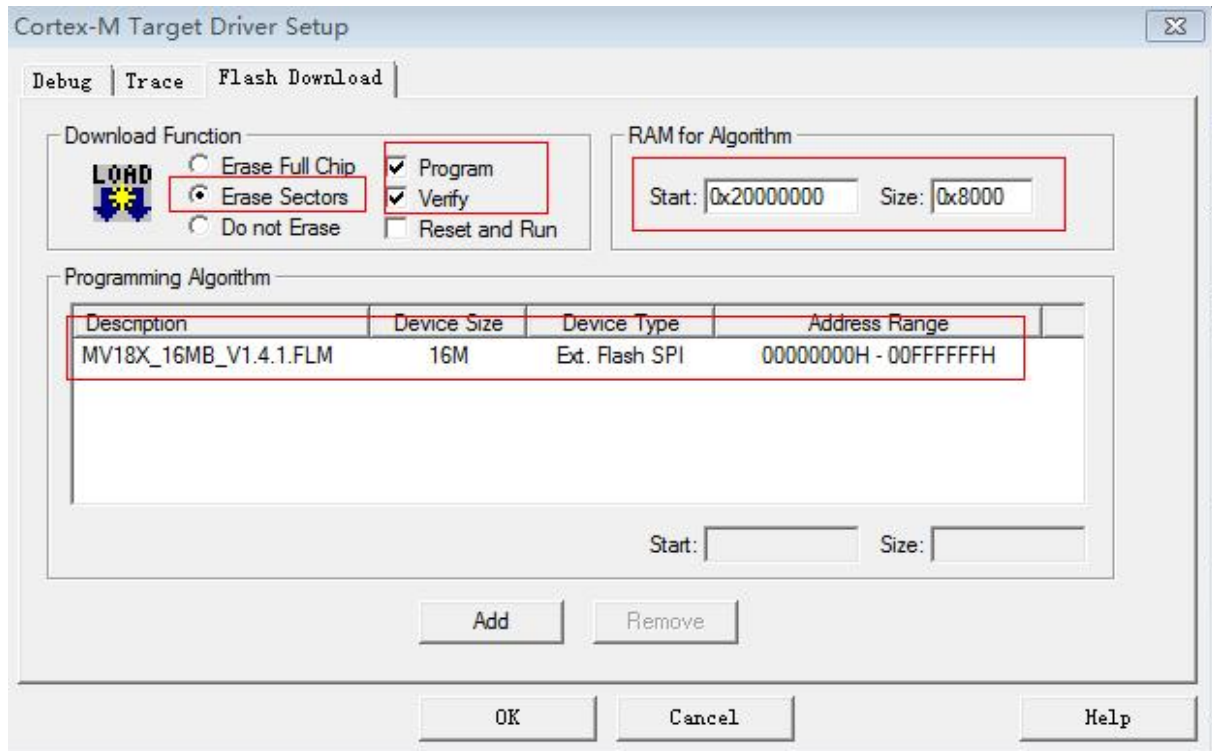 Cortex-M Target Driver Setup
Debug Trace Flash Download
Download Function
LOAD
Erase Full Chip
Erase Sectors
Do not Erase
Program
Verify
Reset and Run
RAM for Algorithm
Start: 0x20000000 Size: 0x8000
Programming Algorithm
Description Device Size Device Type Address Range
MV18X_16MB_V1.4.1.FLM 16M Ext. Flash SPI 00000000H - 00FFFFFFH
Start: Size:
Add Remove
OK Cancel Help